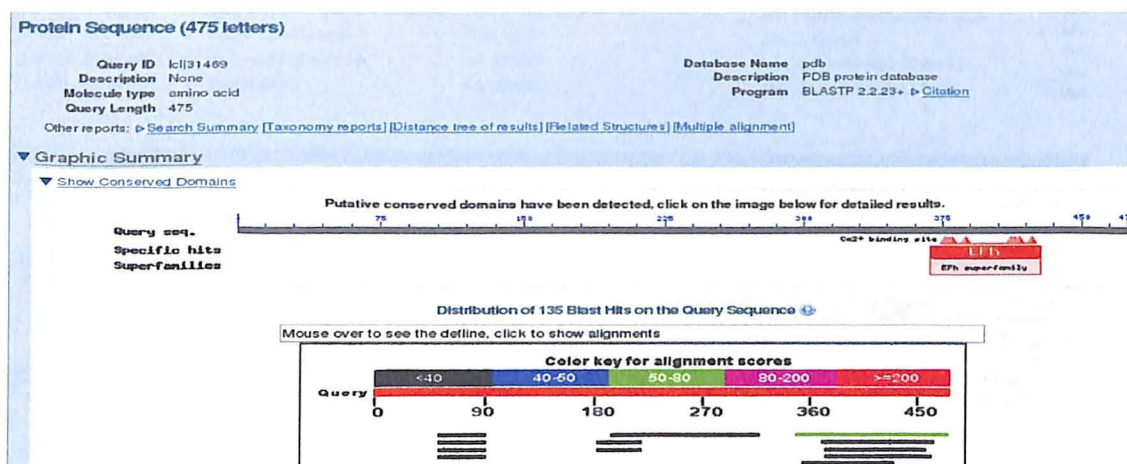 Protein Sequence (475 letters)
Query ID lcl|31469
Description None
Molecule type amino acid
Query Length 475
Database Name pdb
Description PDB protein database
Program BLASTP 2.2.23+ ▷Citation
Other reports: ▷Search Summary [Taxonomy reports] [Distance tree of results] [Related Structures] [Multiple alignment]
▼Graphic Summary
▼ Show Conserved Domains
Putative conserved domains have been detected, click on the image below for detailed results.
75 150 225 300 375 450
Query seq.
Ca2+ binding site
Specific hits EFh
Superfamilies EFh superfamily
Distribution of 135 Blast Hits on the Query Sequence
Mouse over to see the defline, click to show alignments
Color key for alignment scores
<40 40-50 50-80 80-200 >=200
Query
0 90 180 270 360 450